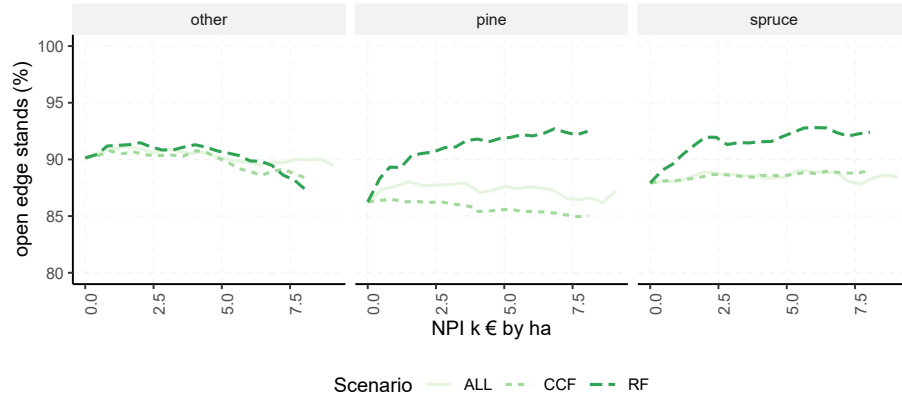 other pine spruce
open edge stands (%)
100
95
90
85
80
0.0 2.5 5.0 7.5 0.0 2.5 5.0 7.5 0.0 2.5 5.0 7.5
NPI k € by ha
Scenario ALL CCF RF